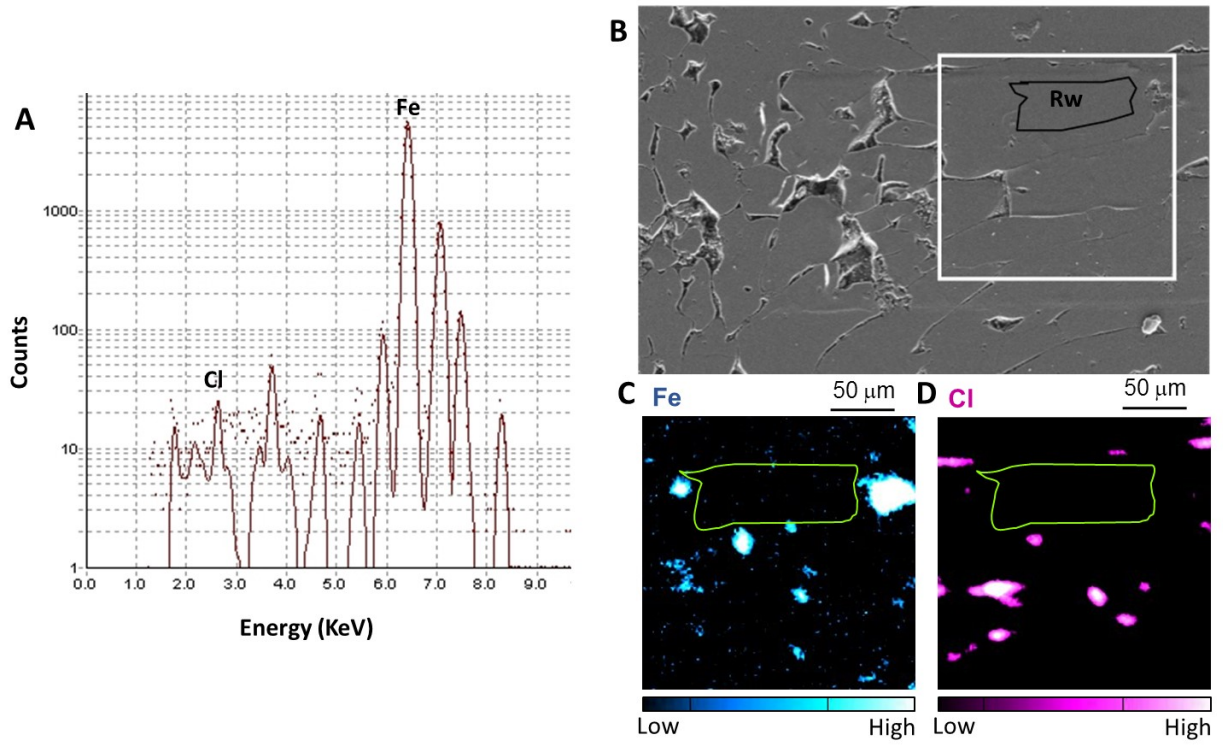 A
Fe
Cl
Counts
1000
100
10
1
0.0 1.0 2.0 3.0 4.0 5.0 6.0 7.0 8.0 9.0
Energy (KeV)
B
Rw
C Fe 50 μm
Low High
D Cl 50 μm
Low High